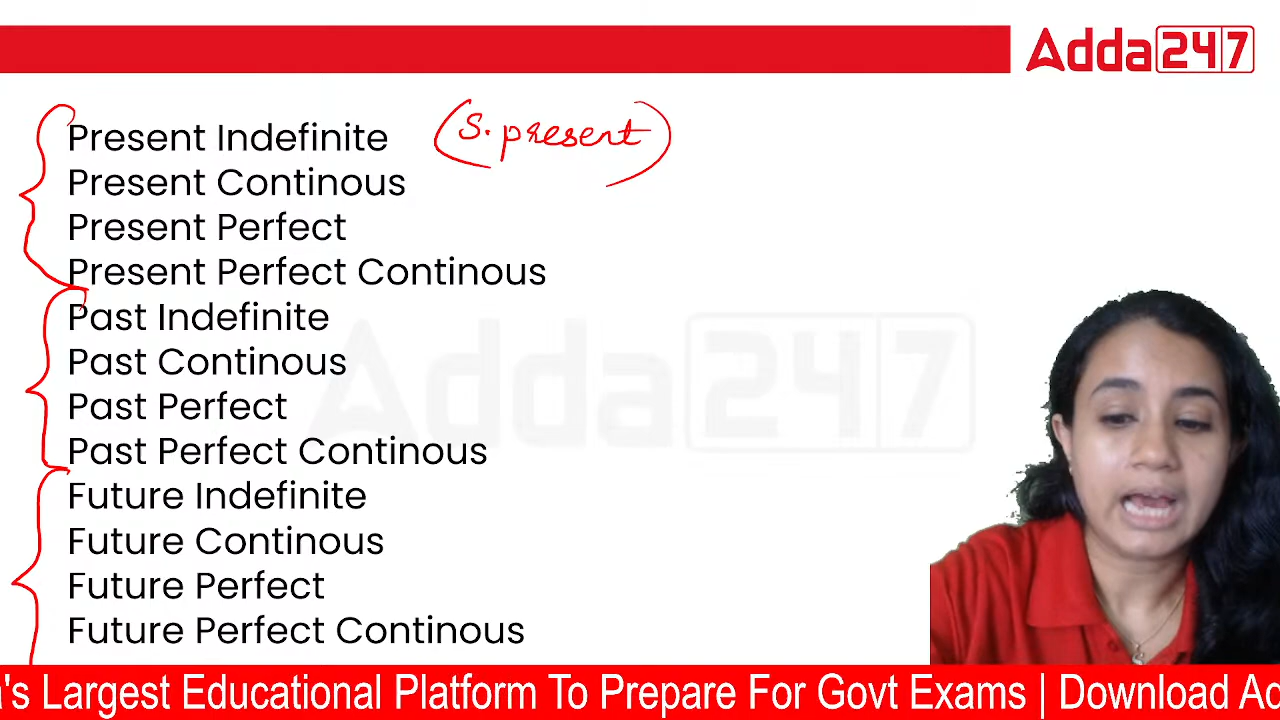 Adda247
Present Indefinite (S. present)
Present Continous
Present Perfect
Present Perfect Continous
Past Indefinite
Past Continous
Past Perfect
Past Perfect Continous
Future Indefinite
Future Continous
Future Perfect
Future Perfect Continous
Adda247
's Largest Educational Platform To Prepare For Govt Exams | Download Ad